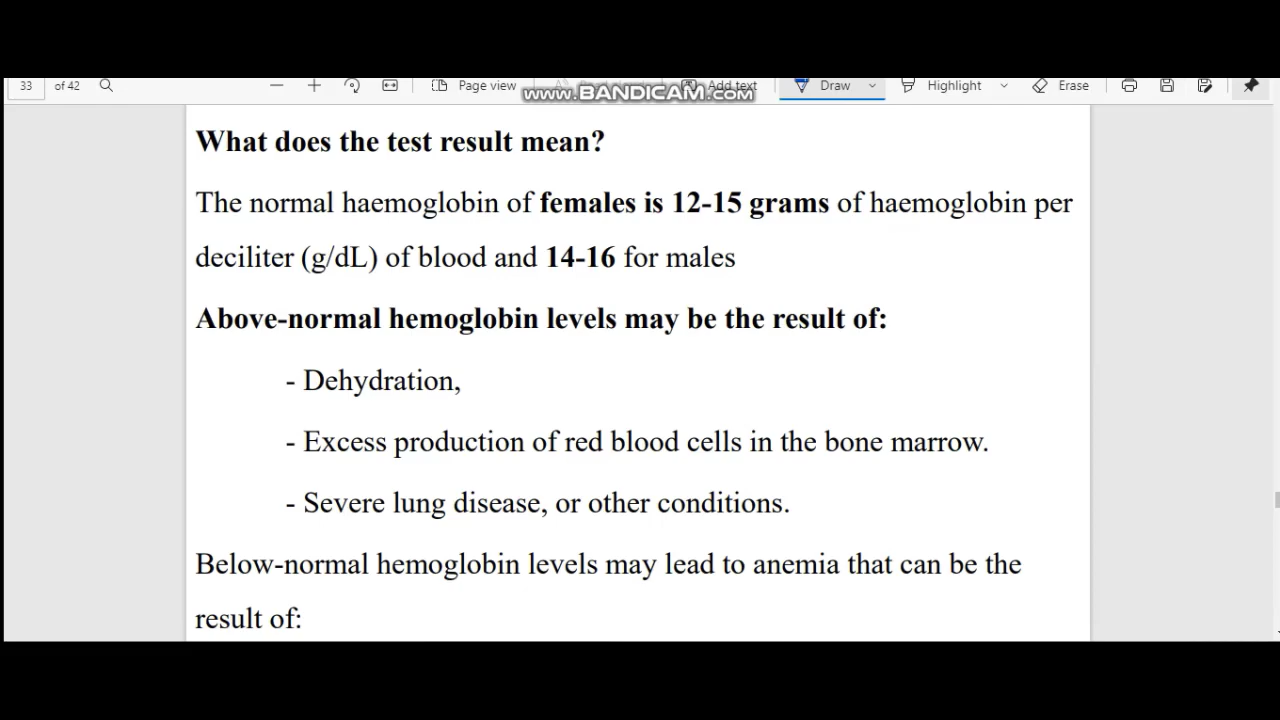 33 of 42 Page view Add text Draw Highlight Erase
www.BANDICAM.com
What does the test result mean?
The normal haemoglobin of females is 12-15 grams of haemoglobin per
deciliter (g/dL) of blood and 14-16 for males
Above-normal hemoglobin levels may be the result of:
- Dehydration,
- Excess production of red blood cells in the bone marrow.
- Severe lung disease, or other conditions.
Below-normal hemoglobin levels may lead to anemia that can be the
result of: